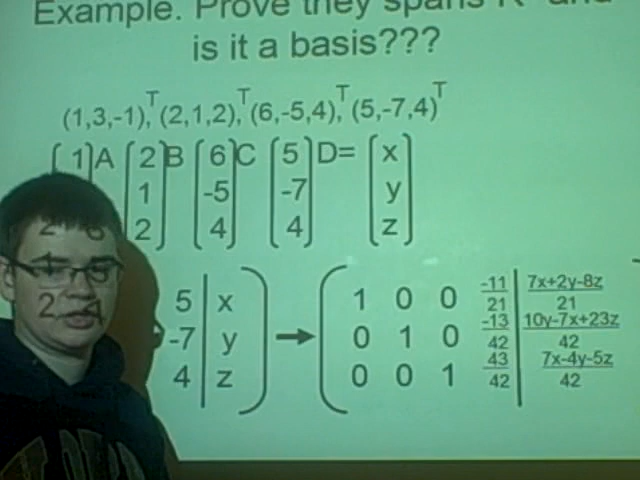 Example. Prove they spans
is it a basis???
(1,3,-1)ᵀ, (2,1,2)ᵀ, (6,-5,4)ᵀ, (5,-7,4)ᵀ
1 A 2 B 6 C 5 D= x
1 -5 -7 y
2 4 4 z
5 x 1 0 0 -11/21 7x+2y-8z/21
-7 y → 0 1 0 -13/42 10y-7x+23z/42
4 z 0 0 1 43/42 7x-4y-5z/42